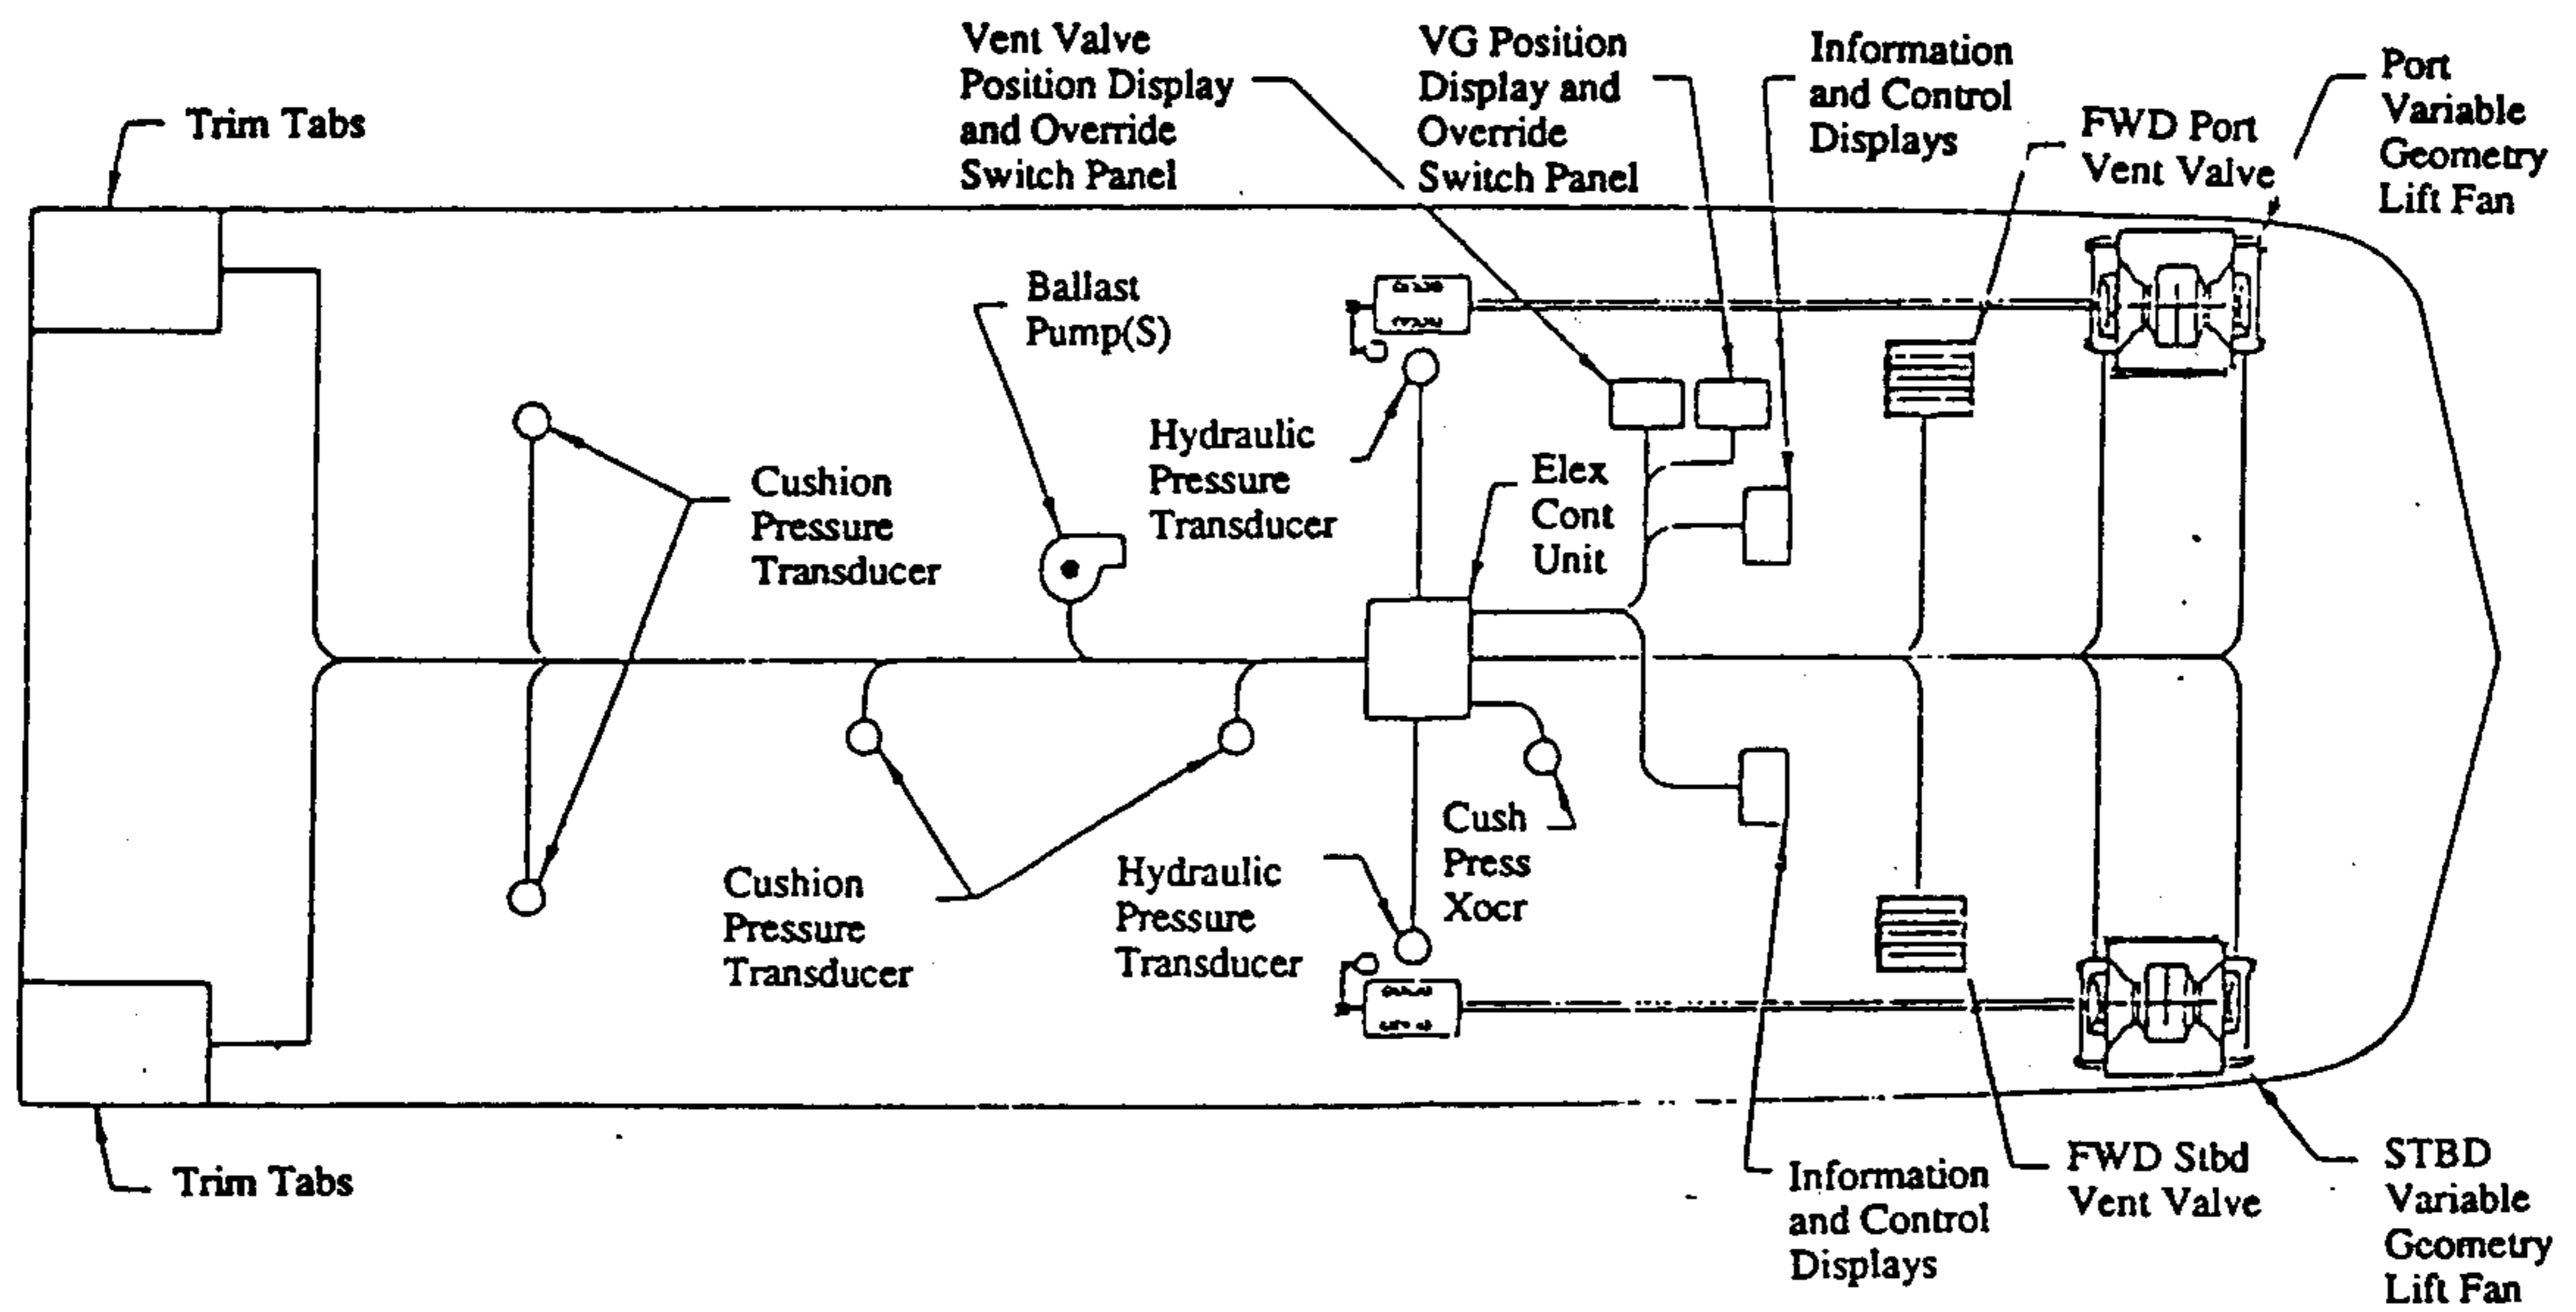 Vent Valve
Position Display
and Override
Switch Panel
VG Position
Display and
Override
Switch Panel
Information
and Control
Displays
Port
Variable
Geometry
Lift Fan
FWD Port
Vent Valve
Trim Tabs
Ballast
Pump(S)
Hydraulic
Pressure
Transducer
Elex
Cont
Unit
Cushion
Pressure
Transducer
Cushion
Pressure
Transducer
Hydraulic
Pressure
Transducer
Cush
Press
Xocr
Trim Tabs
Information
and Control
Displays
FWD Stbd
Vent Valve
STBD
Variable
Geometry
Lift Fan